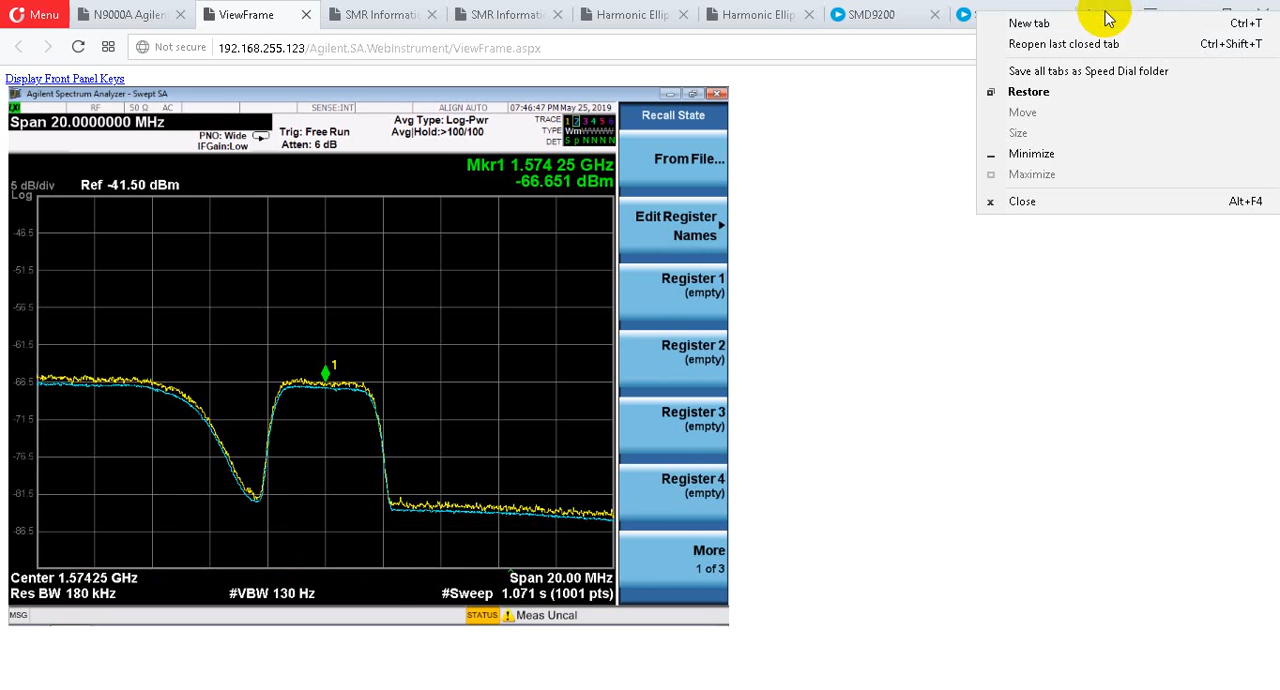 Menu
N9000A Agilen
ViewFrame
SMR Informati
SMR Informati
Harmonic Ellip
Harmonic Ellip
SMD9200
Not secure
192.168.255.123/Agilent.SA.WebInstrument/ViewFrame.aspx
New tab Ctrl+T
Reopen last closed tab Ctrl+Shift+T
Save all tabs as Speed Dial folder
Restore
Move
Size
Minimize
Maximize
Close Alt+F4
Display Front Panel Keys
Agilent Spectrum Analyzer - Swept SA
RF 50 Ω AC SENSE:INT ALIGN AUTO 07:46:47 PM May 25, 2019
Span 20.0000000 MHz
PNO: Wide
IFGain:Low
Trig: Free Run
Atten: 6 dB
Avg Type: Log-Pwr
Avg|Hold:>100/100
TRACE 1 2 3 4 5 6
TYPE
DET S p N N N N
Mkr1 1.574 25 GHz
-66.651 dBm
5 dB/div Ref -41.50 dBm
Log
-46.5
-51.5
-56.5
-61.5
-66.5
-71.5
-76.5
-81.5
-86.5
1
Center 1.57425 GHz Span 20.00 MHz
Res BW 180 kHz #VBW 130 Hz #Sweep 1.071 s (1001 pts)
MSG STATUS Meas Uncal
Recall State
From File...
Edit Register
Names
Register 1
(empty)
Register 2
(empty)
Register 3
(empty)
Register 4
(empty)
More
1 of 3